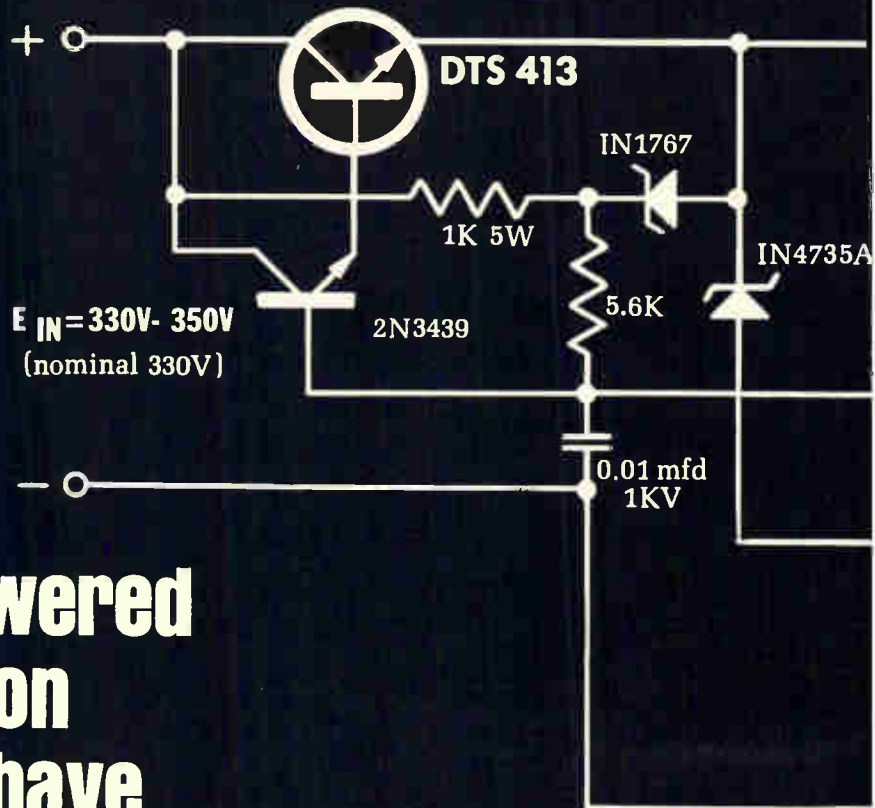 +
DTS 413
IN1767
1K 5W
IN4735A
E IN=330V- 350V
(nominal 330V)
2N3439
5.6K
−
0.01 mfd
1KV
wered
on
have